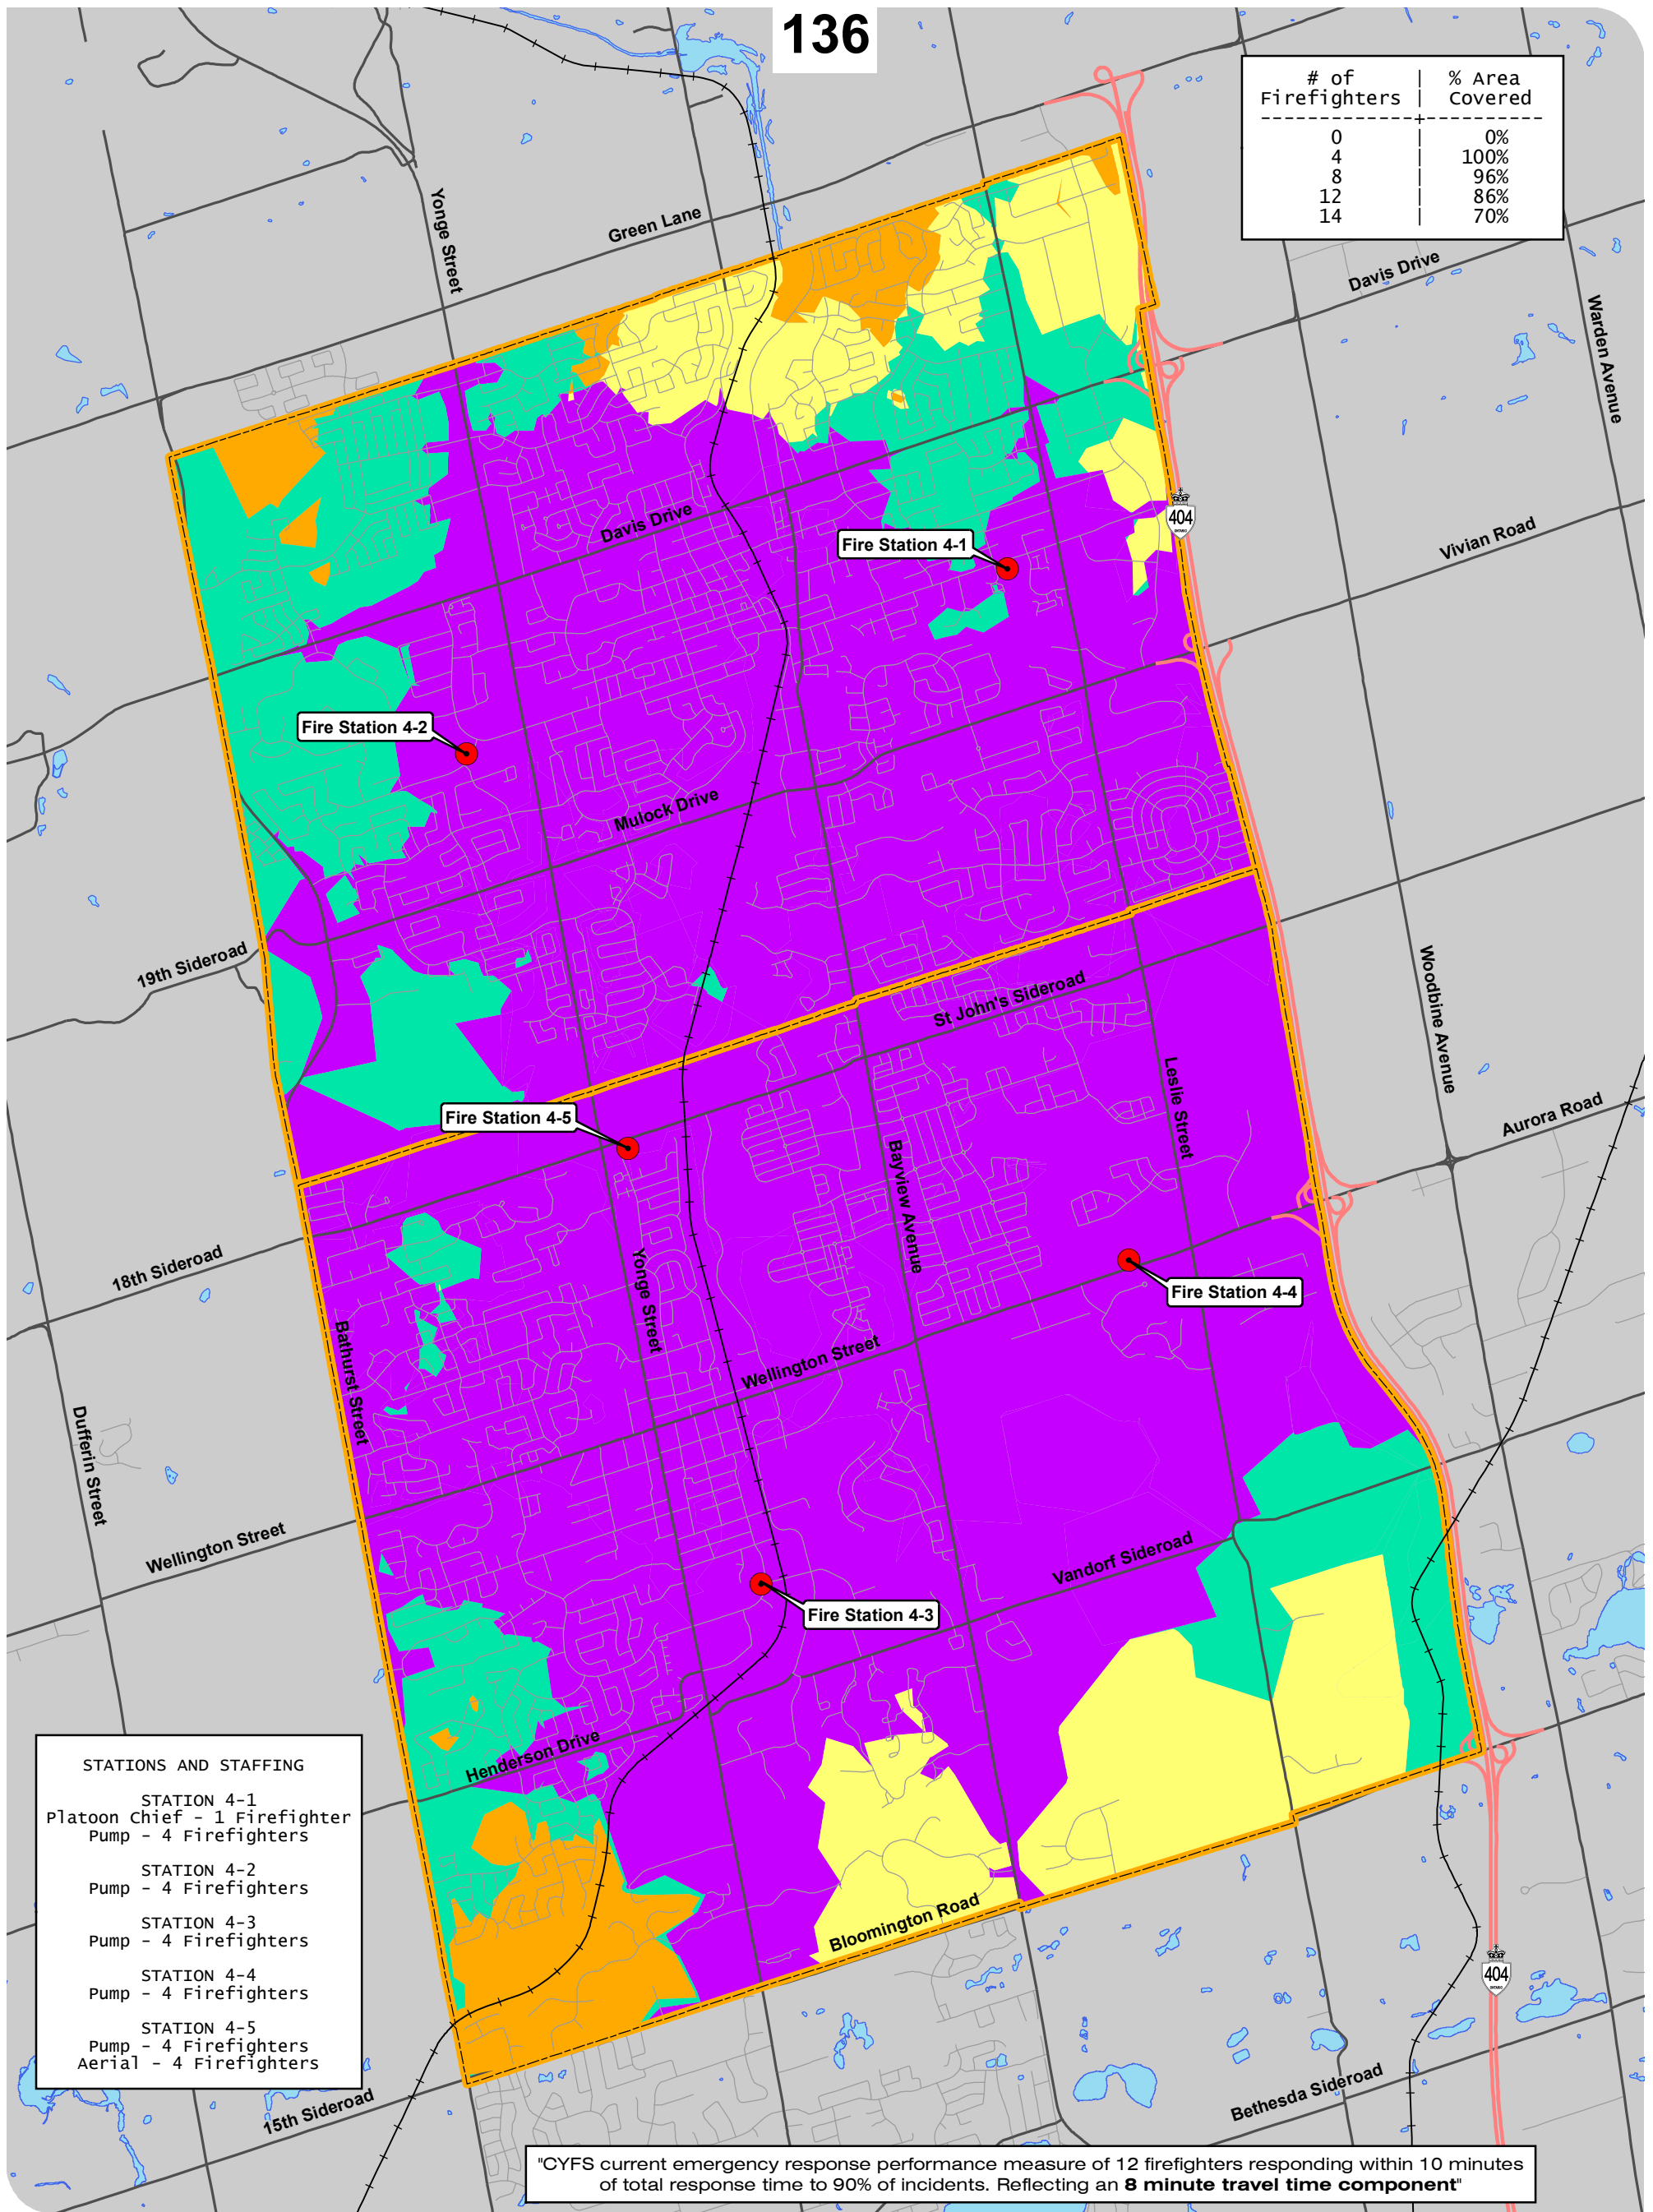 136
# of | % Area
Firefighters | Covered
----------------+------------
0 | 0%
4 | 100%
8 | 96%
12 | 86%
14 | 70%
Yonge Street
Green Lane
Davis Drive
Warden Avenue
Davis Drive
Fire Station 4-1
404
ONTARIO
Vivian Road
Fire Station 4-2
Mulock Drive
19th Sideroad
St John's Sideroad
Woodbine Avenue
Leslie Street
Aurora Road
Fire Station 4-5
Bayview Avenue
18th Sideroad
Yonge Street
Fire Station 4-4
Bathurst Street
Wellington Street
Dufferin Street
Wellington Street
Vandorf Sideroad
Fire Station 4-3
Henderson Drive
STATIONS AND STAFFING
STATION 4-1
Platoon Chief - 1 Firefighter
Pump - 4 Firefighters
STATION 4-2
Pump - 4 Firefighters
STATION 4-3
Pump - 4 Firefighters
STATION 4-4
Pump - 4 Firefighters
STATION 4-5
Pump - 4 Firefighters
Aerial - 4 Firefighters
Bloomington Road
404
ONTARIO
15th Sideroad
Bethesda Sideroad
"CYFS current emergency response performance measure of 12 firefighters responding within 10 minutes
of total response time to 90% of incidents. Reflecting an 8 minute travel time component"